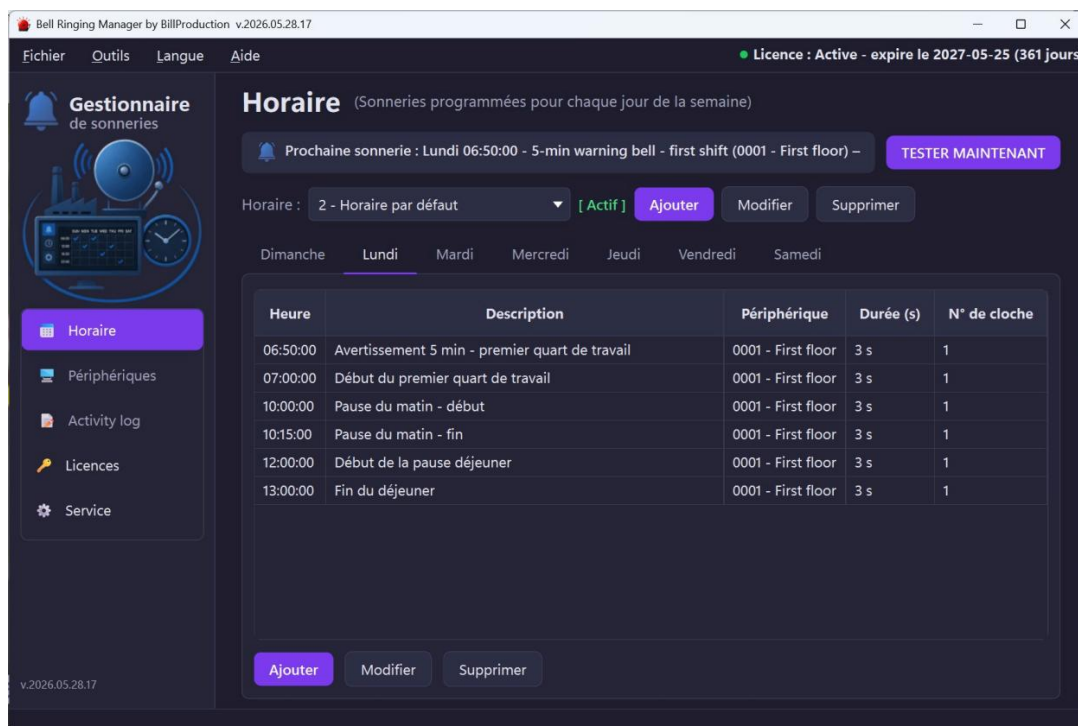 Bell Ringing Manager by BillProduction v.2026.05.28.17
Fichier Outils Langue Aide
Licence : Active - expire le 2027-05-25 (361 jours
Gestionnaire
de sonneries
Horaire (Sonneries programmées pour chaque jour de la semaine)
Prochaine sonnerie : Lundi 06:50:00 - 5-min warning bell - first shift (0001 - First floor) –
TESTER MAINTENANT
Horaire : 2 - Horaire par défaut [ Actif ] Ajouter Modifier Supprimer
Dimanche Lundi Mardi Mercredi Jeudi Vendredi Samedi
Horaire
Périphériques
Activity log
Licences
Service
Heure Description Périphérique Durée (s) N° de cloche
06:50:00 Avertissement 5 min - premier quart de travail 0001 - First floor 3 s 1
07:00:00 Début du premier quart de travail 0001 - First floor 3 s 1
10:00:00 Pause du matin - début 0001 - First floor 3 s 1
10:15:00 Pause du matin - fin 0001 - First floor 3 s 1
12:00:00 Début de la pause déjeuner 0001 - First floor 3 s 1
13:00:00 Fin du déjeuner 0001 - First floor 3 s 1
Ajouter Modifier Supprimer
v.2026.05.28.17